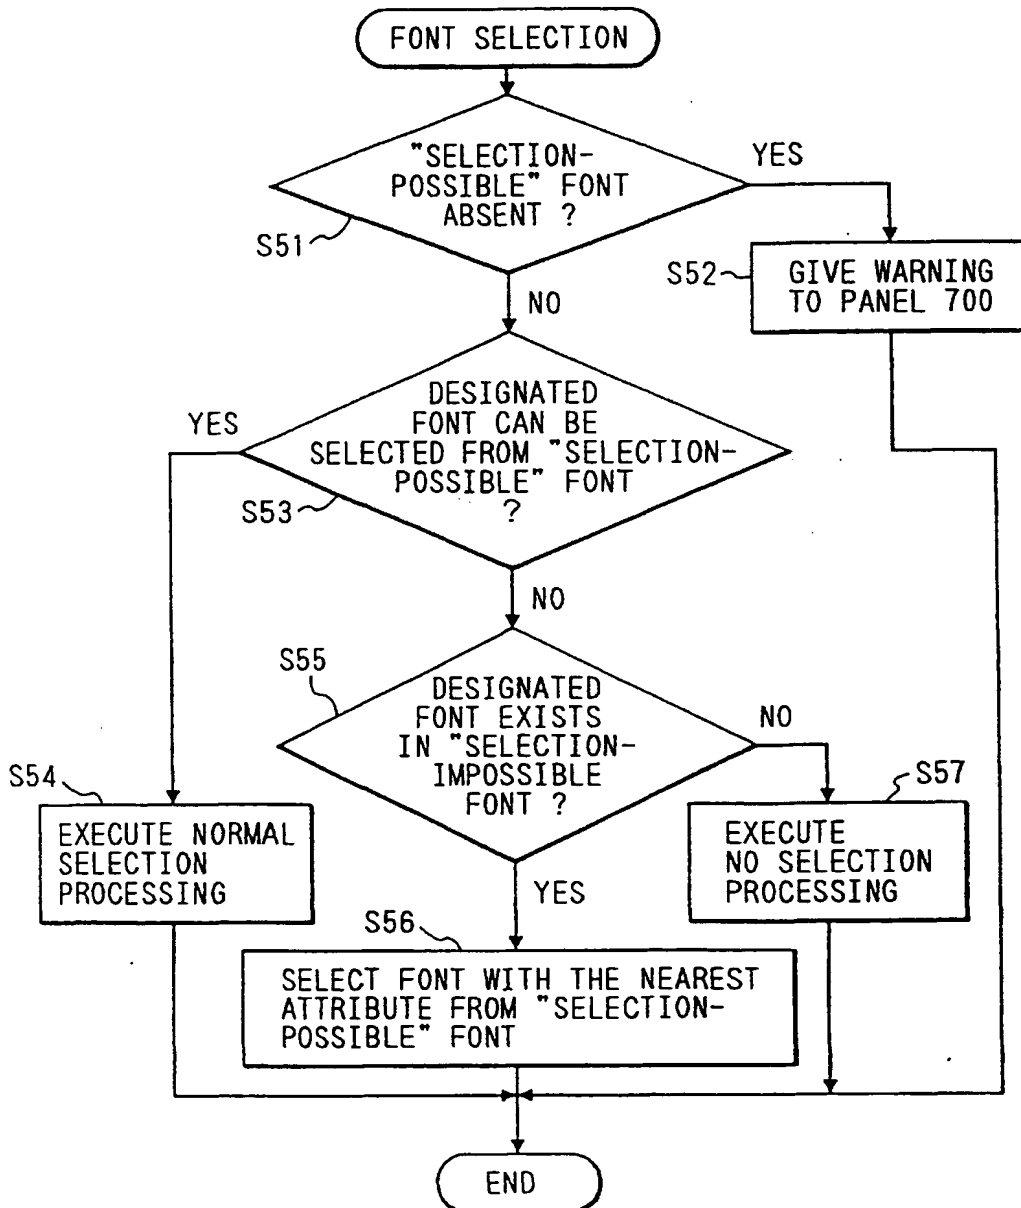 FONT SELECTION
"SELECTION-
POSSIBLE" FONT
ABSENT ?
YES
S51
S52
GIVE WARNING
TO PANEL 700
NO
DESIGNATED
FONT CAN BE
SELECTED FROM "SELECTION-
POSSIBLE" FONT
?
YES
S53
NO
S55
DESIGNATED
FONT EXISTS
IN "SELECTION-
IMPOSSIBLE
FONT ?
NO
S54
EXECUTE NORMAL
SELECTION
PROCESSING
S57
EXECUTE
NO SELECTION
PROCESSING
YES
S56
SELECT FONT WITH THE NEAREST
ATTRIBUTE FROM "SELECTION-
POSSIBLE" FONT
END